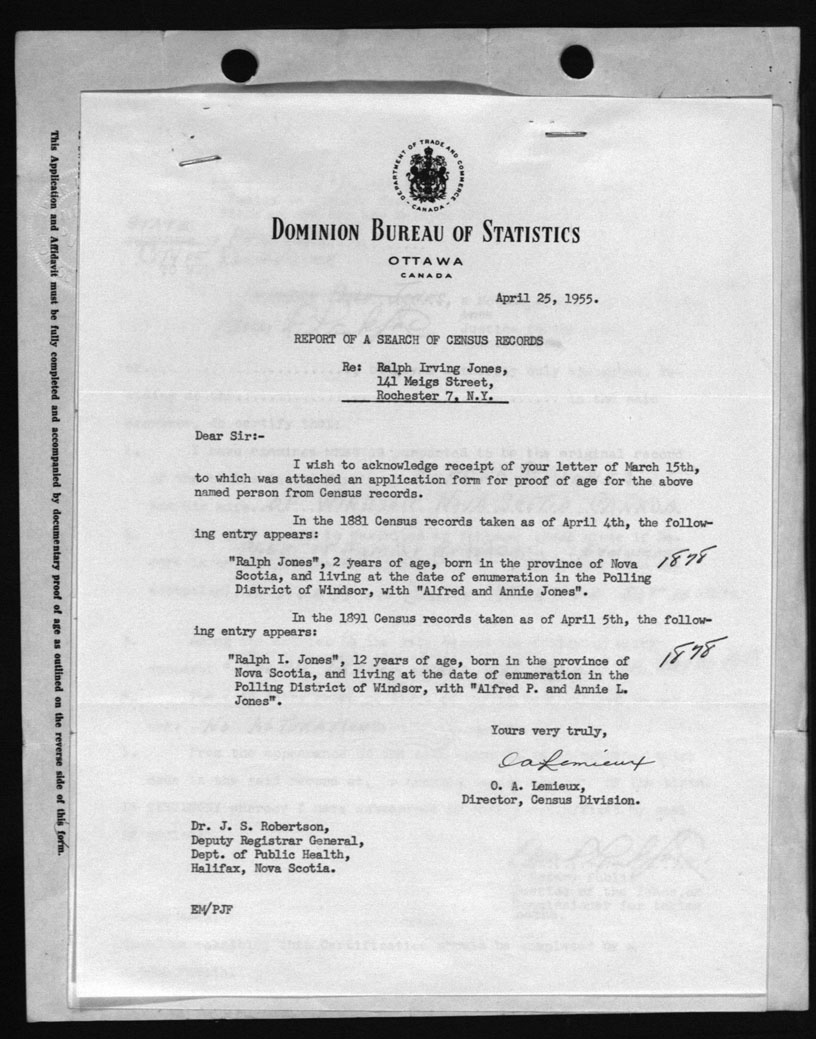 This Application and Affidavit must be fully completed and accompanied by documentary proof of age as outlined on the reverse side of this form.
DEPARTMENT OF TRADE AND COMMERCE
CANADA
DOMINION BUREAU OF STATISTICS
OTTAWA
CANADA
April 25, 1955.
REPORT OF A SEARCH OF CENSUS RECORDS
Re: Ralph Irving Jones,
141 Meigs Street,
Rochester 7, N.Y.
Dear Sir:-
I wish to acknowledge receipt of your letter of March 15th,
to which was attached an application form for proof of age for the above
named person from Census records.
In the 1881 Census records taken as of April 4th, the follow-
ing entry appears:
"Ralph Jones", 2 years of age, born in the province of Nova
Scotia, and living at the date of enumeration in the Polling
District of Windsor, with "Alfred and Annie Jones".
1878
In the 1891 Census records taken as of April 5th, the follow-
ing entry appears:
"Ralph I. Jones", 12 years of age, born in the province of
Nova Scotia, and living at the date of enumeration in the
Polling District of Windsor, with "Alfred P. and Annie L.
Jones".
1878
Yours very truly,
O A Lemieux
O. A. Lemieux,
Director, Census Division.
Dr. J. S. Robertson,
Deputy Registrar General,
Dept. of Public Health,
Halifax, Nova Scotia.
EM/PJF